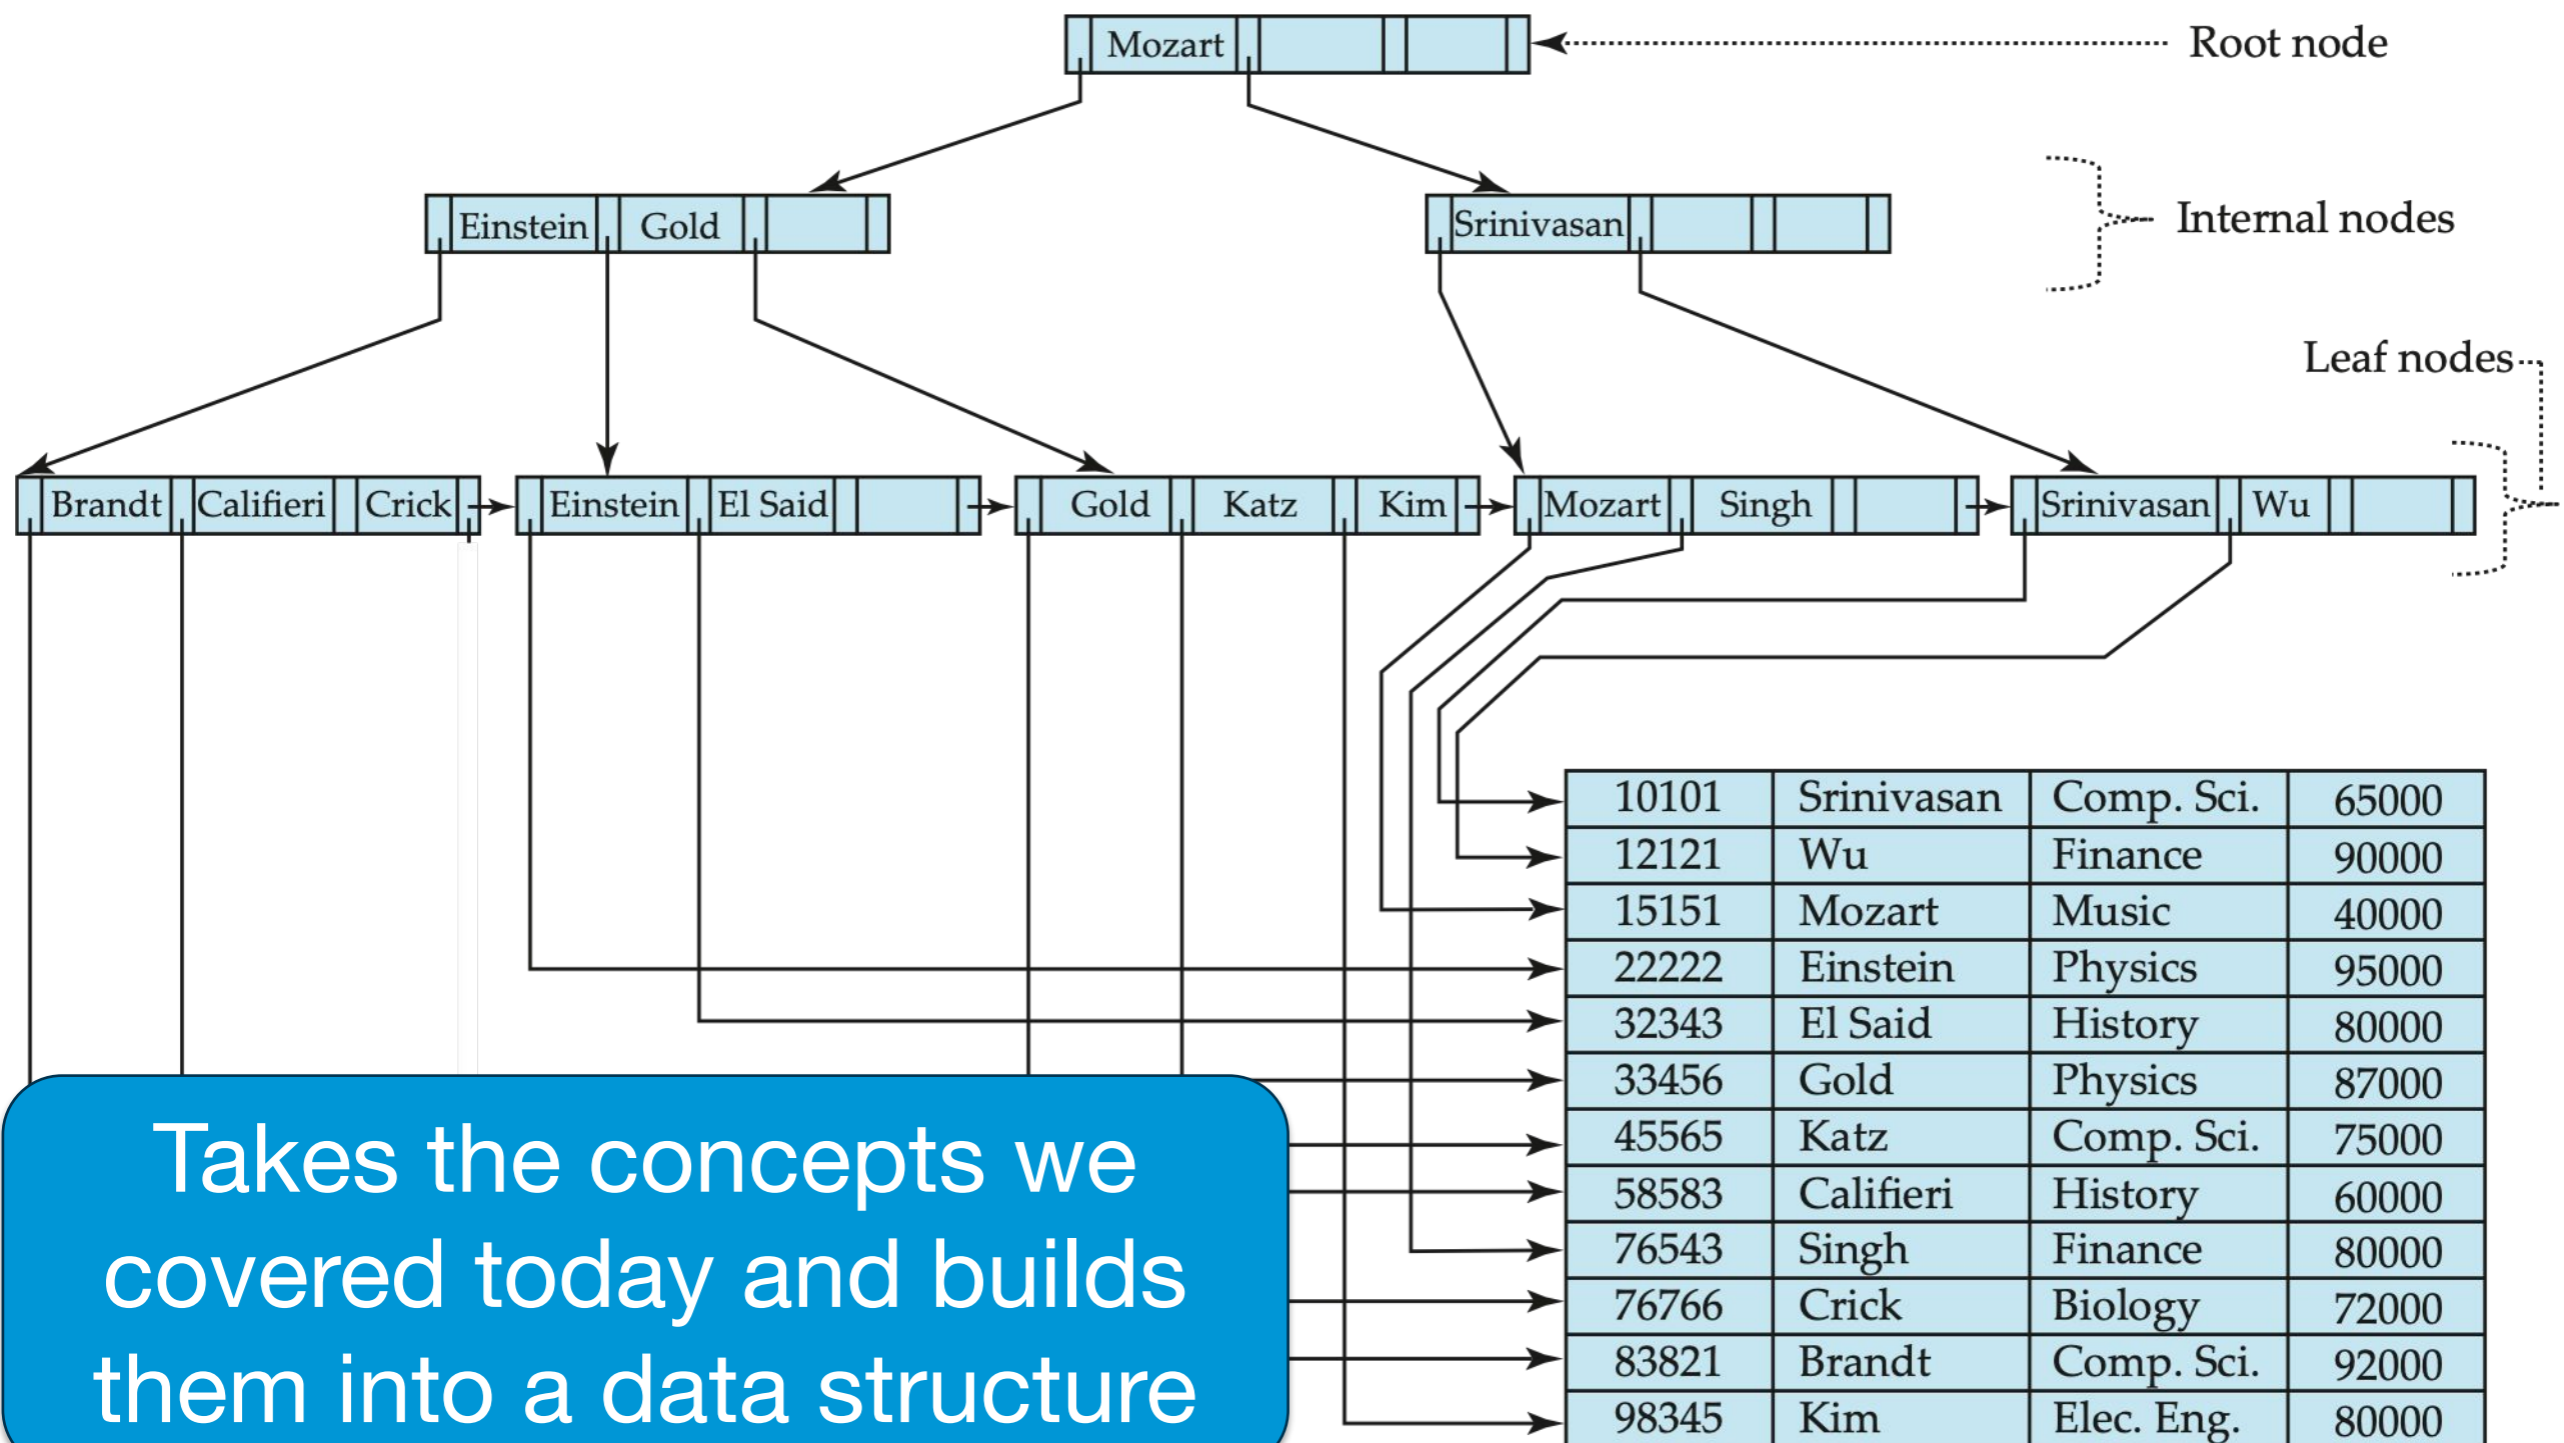 Mozart
Root node
Einstein Gold
Srinivasan
Internal nodes
Leaf nodes
Brandt Califieri Crick
Einstein El Said
Gold Katz Kim
Mozart Singh
Srinivasan Wu
10101 Srinivasan Comp. Sci. 65000
12121 Wu Finance 90000
15151 Mozart Music 40000
22222 Einstein Physics 95000
32343 El Said History 80000
33456 Gold Physics 87000
45565 Katz Comp. Sci. 75000
58583 Califieri History 60000
76543 Singh Finance 80000
76766 Crick Biology 72000
83821 Brandt Comp. Sci. 92000
98345 Kim Elec. Eng. 80000
Takes the concepts we
covered today and builds
them into a data structure